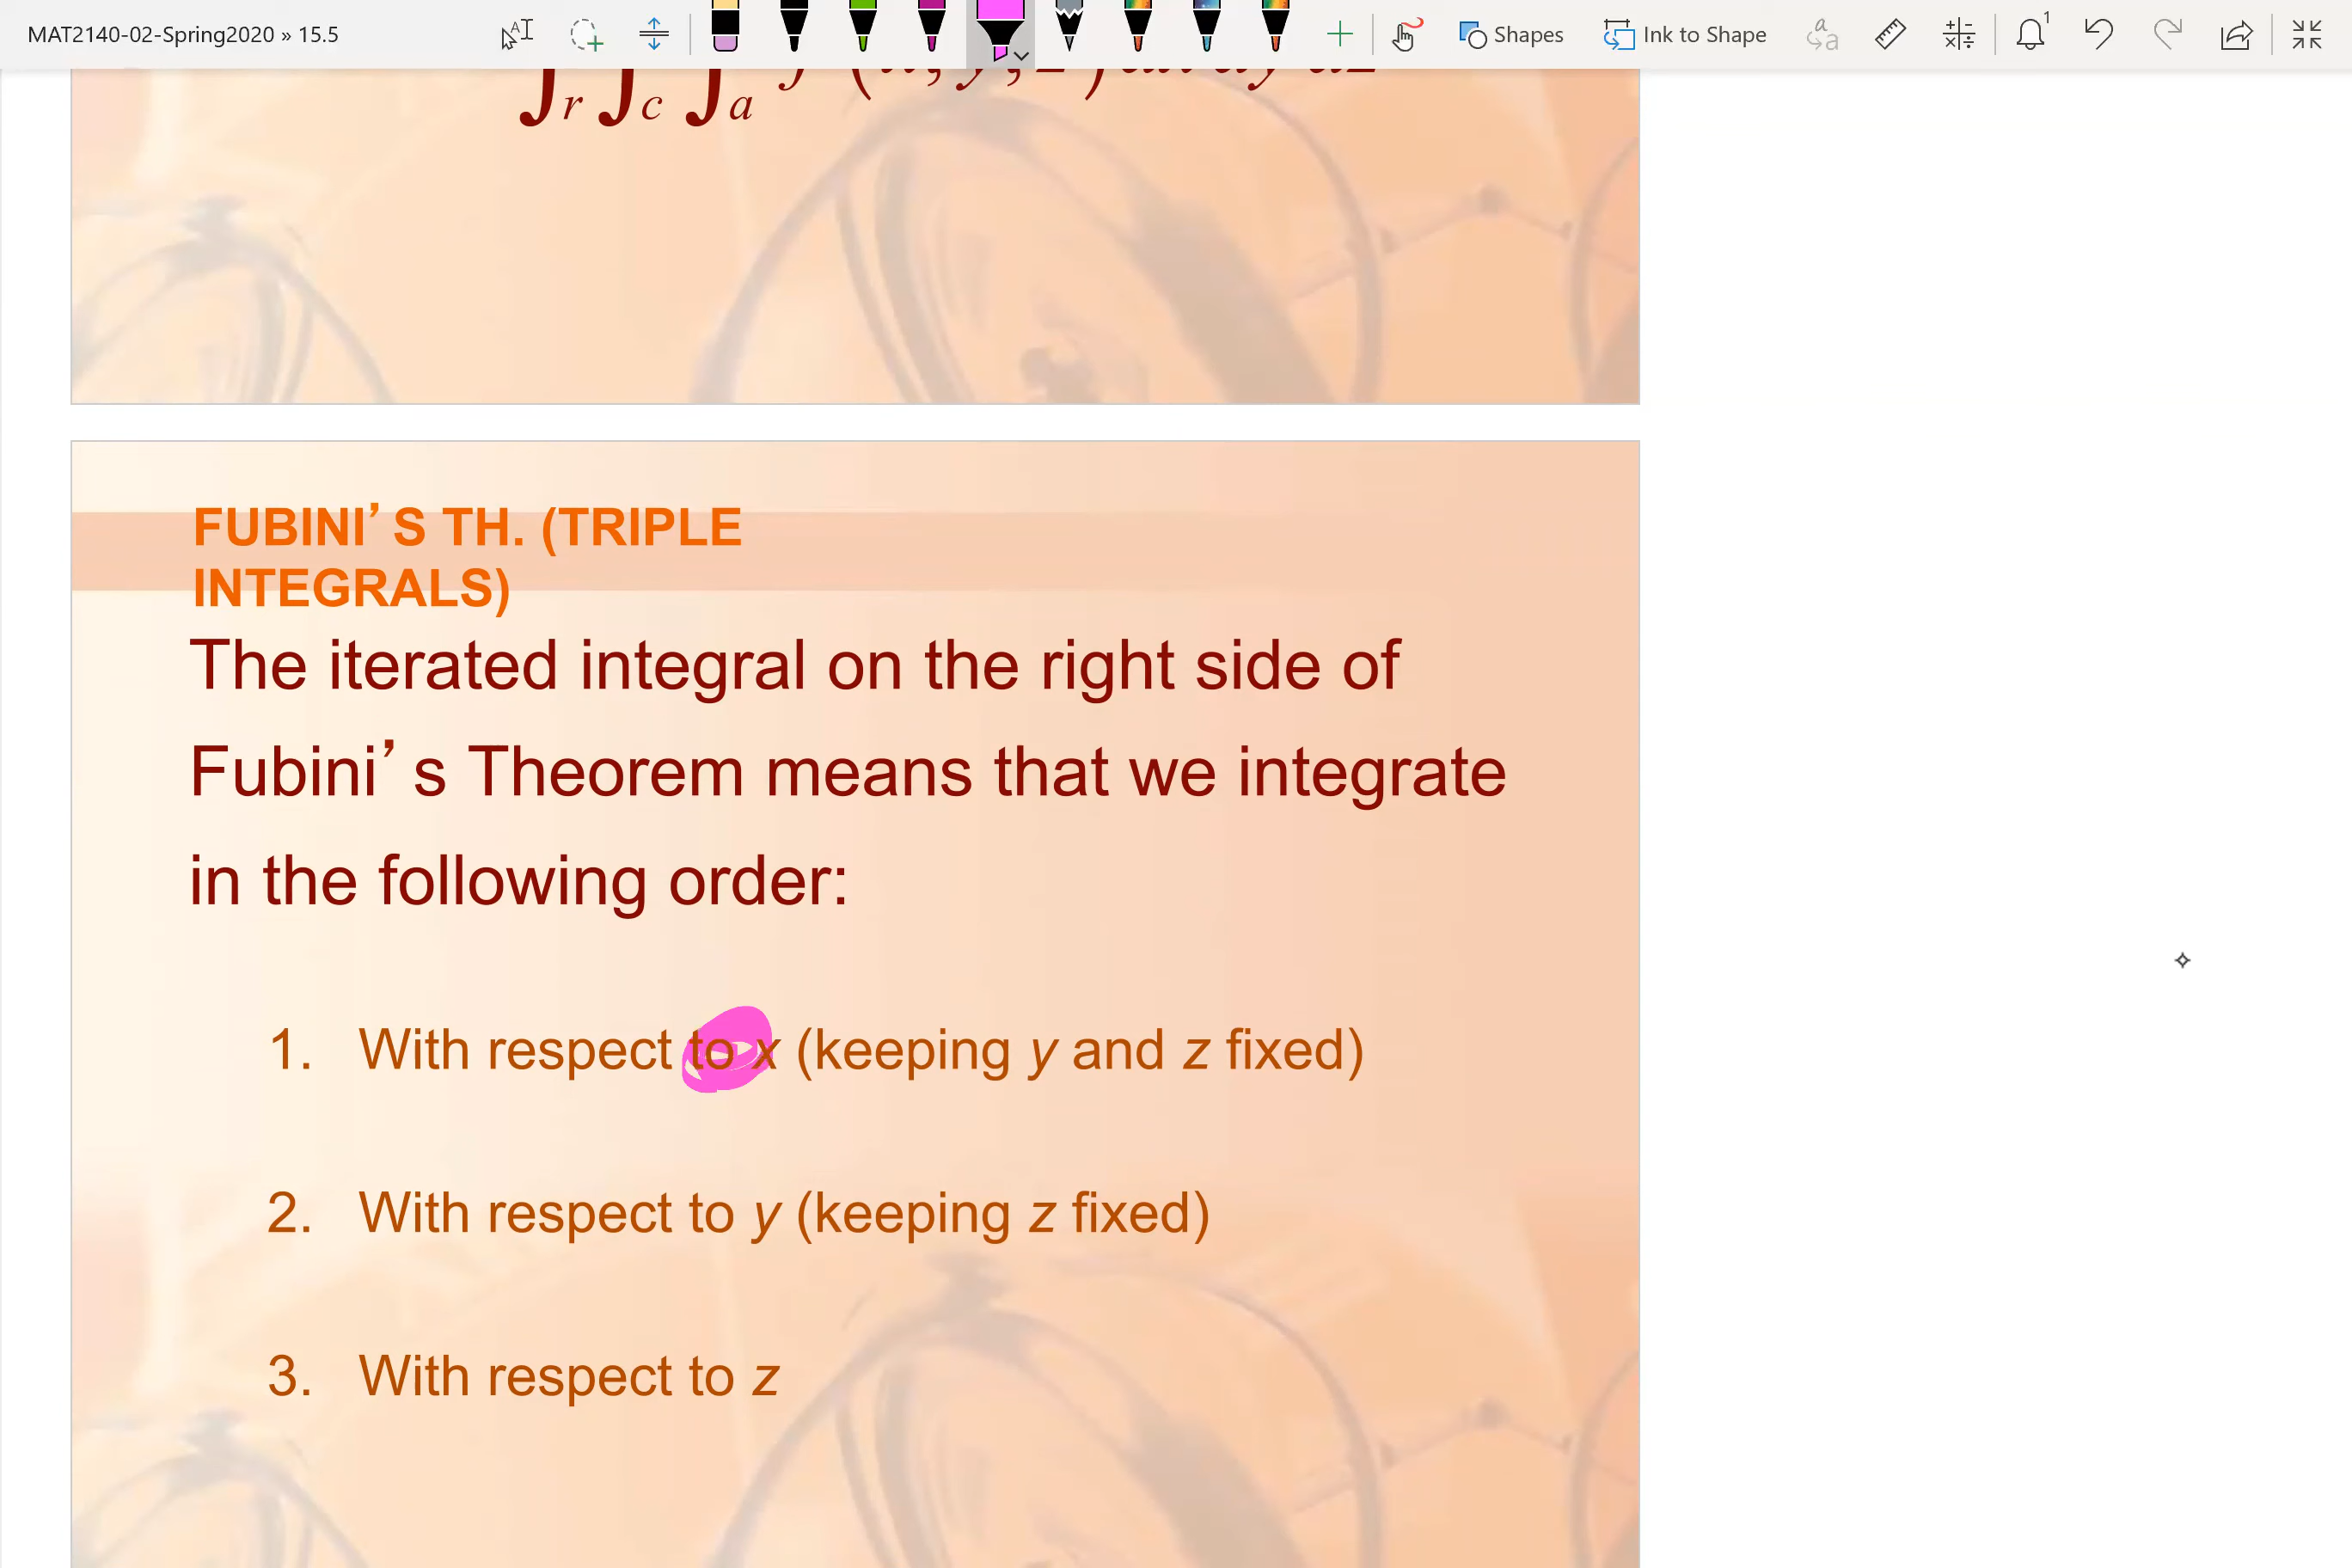 MAT2140-02-Spring2020 » 15.5
Shapes
Ink to Shape
1
r c a
FUBINI’S TH. (TRIPLE
INTEGRALS)
The iterated integral on the right side of
Fubini’s Theorem means that we integrate
in the following order:
1. With respect to x (keeping y and z fixed)
2. With respect to y (keeping z fixed)
3. With respect to z